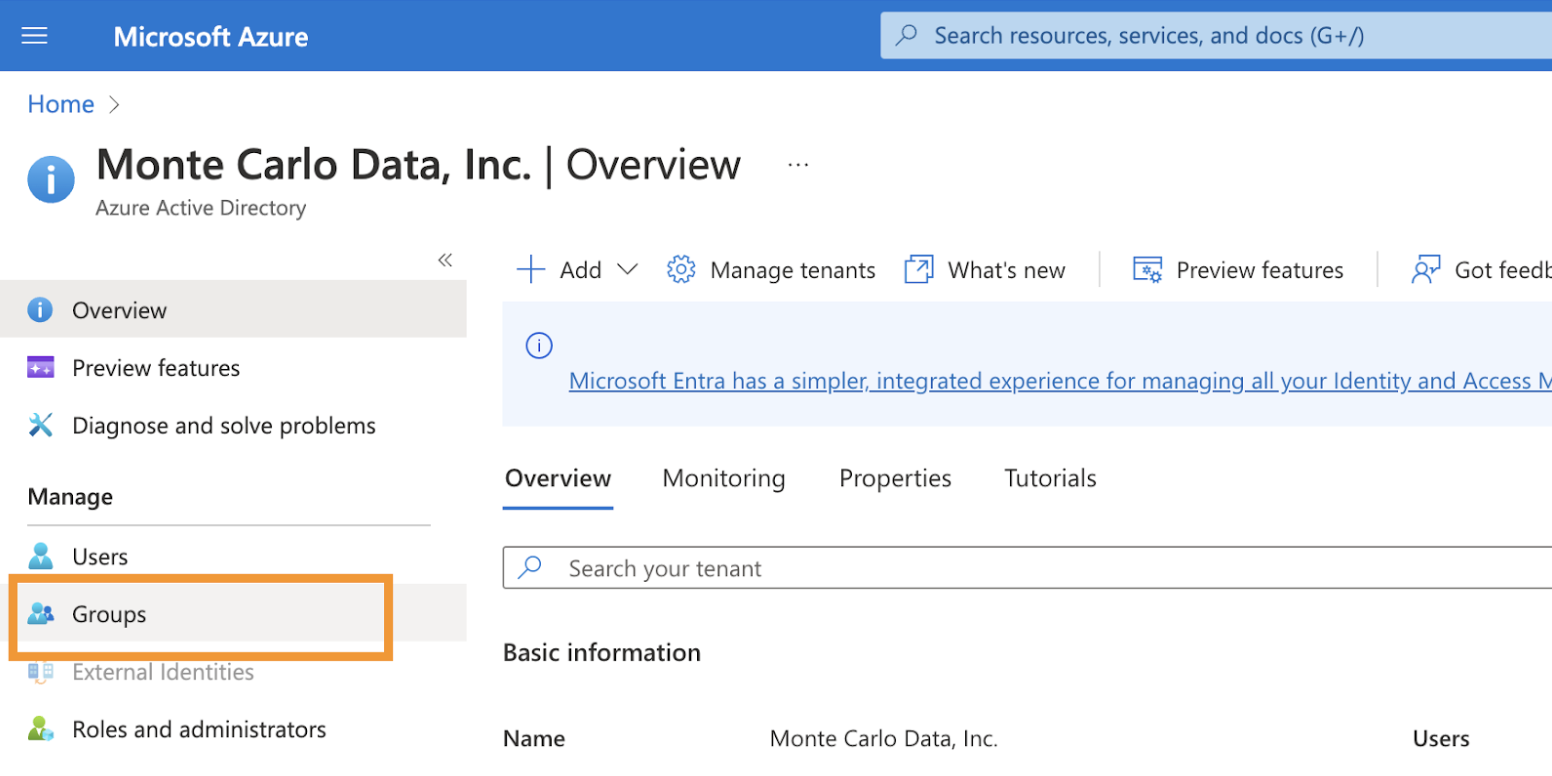 Microsoft Azure
Search resources, services, and docs (G+/)
Home
Monte Carlo Data, Inc. | Overview
Azure Active Directory
Add
Manage tenants
What's new
Preview features
Got feedb
Overview
Preview features
Diagnose and solve problems
Manage
Users
Groups
External Identities
Roles and administrators
Microsoft Entra has a simpler, integrated experience for managing all your Identity and Access M
Overview Monitoring Properties Tutorials
Search your tenant
Basic information
Name Monte Carlo Data, Inc. Users